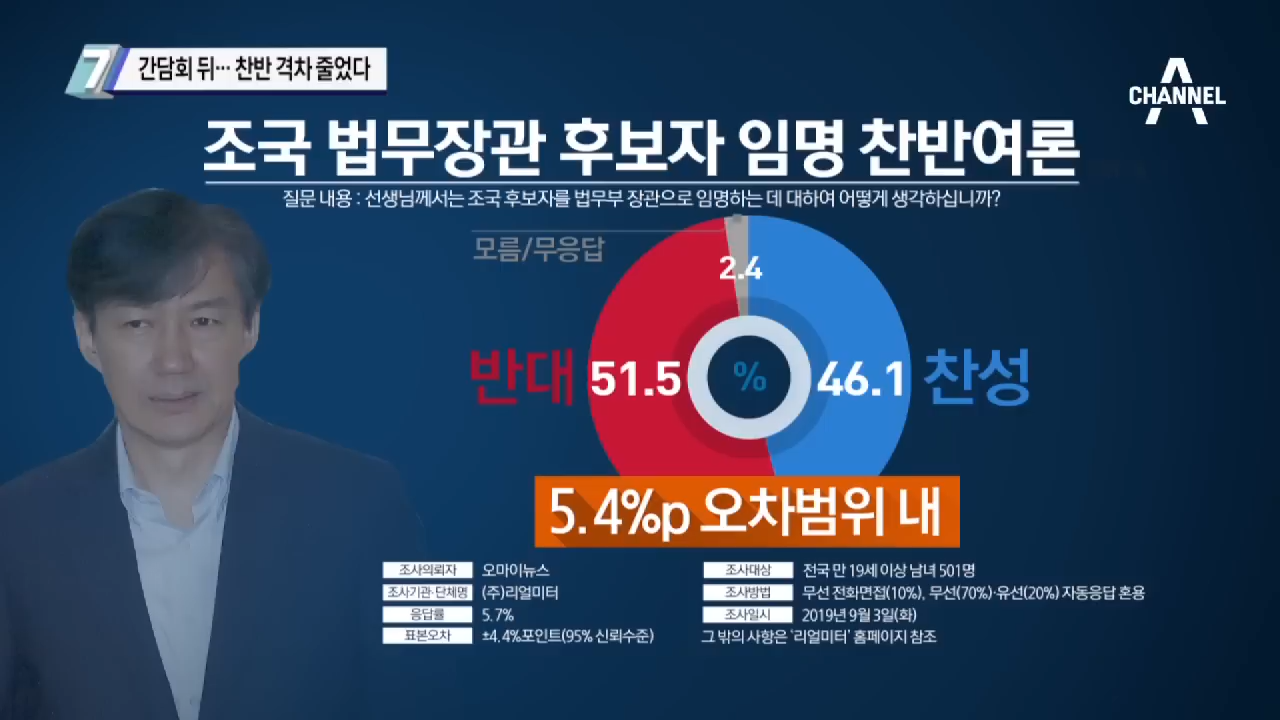 7 간담회 뒤… 찬반 격차 줄었다
CHANNEL A
조국 법무장관 후보자 임명 찬반여론
질문 내용 : 선생님께서는 조국 후보자를 법무부 장관으로 임명하는 데 대하여 어떻게 생각하십니까?
모름/무응답
2.4
반대 51.5 % 46.1 찬성
5.4%p 오차범위 내
조사의뢰자 오마이뉴스
조사기관·단체명 (주)리얼미터
응답률 5.7%
표본오차 ±4.4%포인트(95% 신뢰수준)
조사대상 전국 만 19세 이상 남녀 501명
조사방법 무선 전화면접(10%), 무선(70%)·유선(20%) 자동응답 혼용
조사일시 2019년 9월 3일(화)
그 밖의 사항은 '리얼미터' 홈페이지 참조